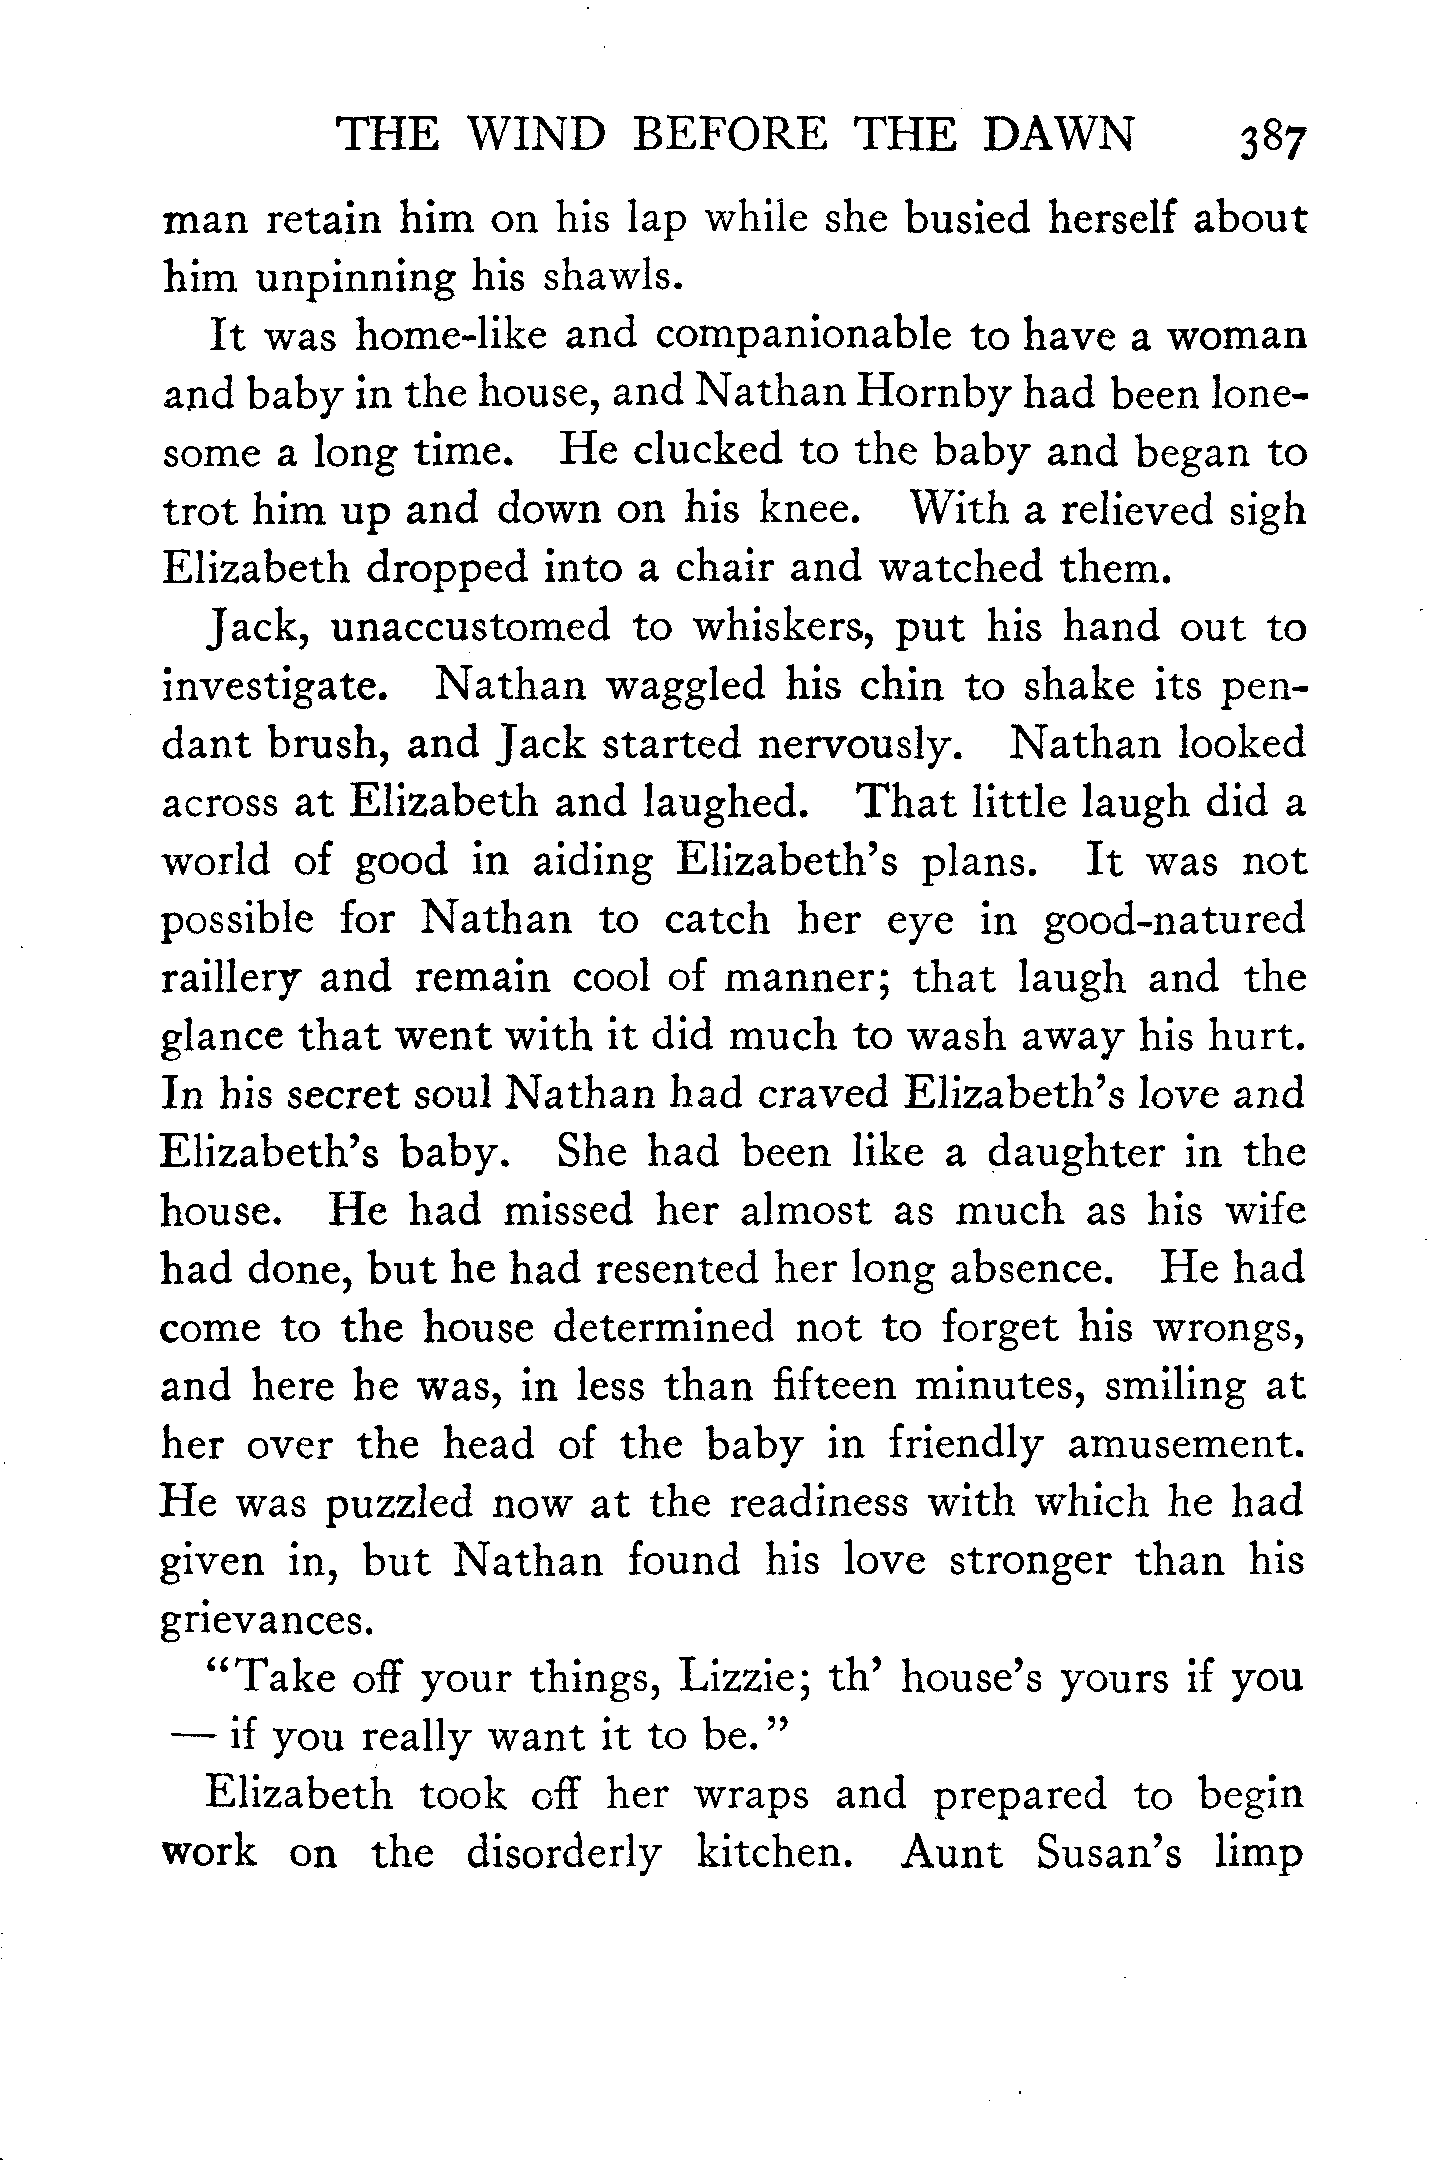 THE WIND BEFORE THE DAWN 387
man retain him on his lap while she busied herself about
him unpinning his shawls.
It was home-like and companionable to have a woman
and baby in the house, and Nathan Hornby had been lone-
some a long time. He clucked to the baby and began to
trot him up and down on his knee. With a relieved sigh
Elizabeth dropped into a chair and watched them.
Jack, unaccustomed to whiskers, put his hand out to
investigate. Nathan waggled his chin to shake its pen-
dant brush, and Jack started nervously. Nathan looked
across at Elizabeth and laughed. That little laugh did a
world of good in aiding Elizabeth's plans. It was not
possible for Nathan to catch her eye in good-natured
raillery and remain cool of manner; that laugh and the
glance that went with it did much to wash away his hurt.
In his secret soul Nathan had craved Elizabeth's love and
Elizabeth's baby. She had been like a daughter in the
house. He had missed her almost as much as his wife
had done, but he had resented her long absence. He had
come to the house determined not to forget his wrongs,
and here he was, in less than fifteen minutes, smiling at
her over the head of the baby in friendly amusement.
He was puzzled now at the readiness with which he had
given in, but Nathan found his love stronger than his
grievances.
"Take off your things, Lizzie; th' house's yours if you
— if you really want it to be."
Elizabeth took off her wraps and prepared to begin
work on the disorderly kitchen. Aunt Susan's limp